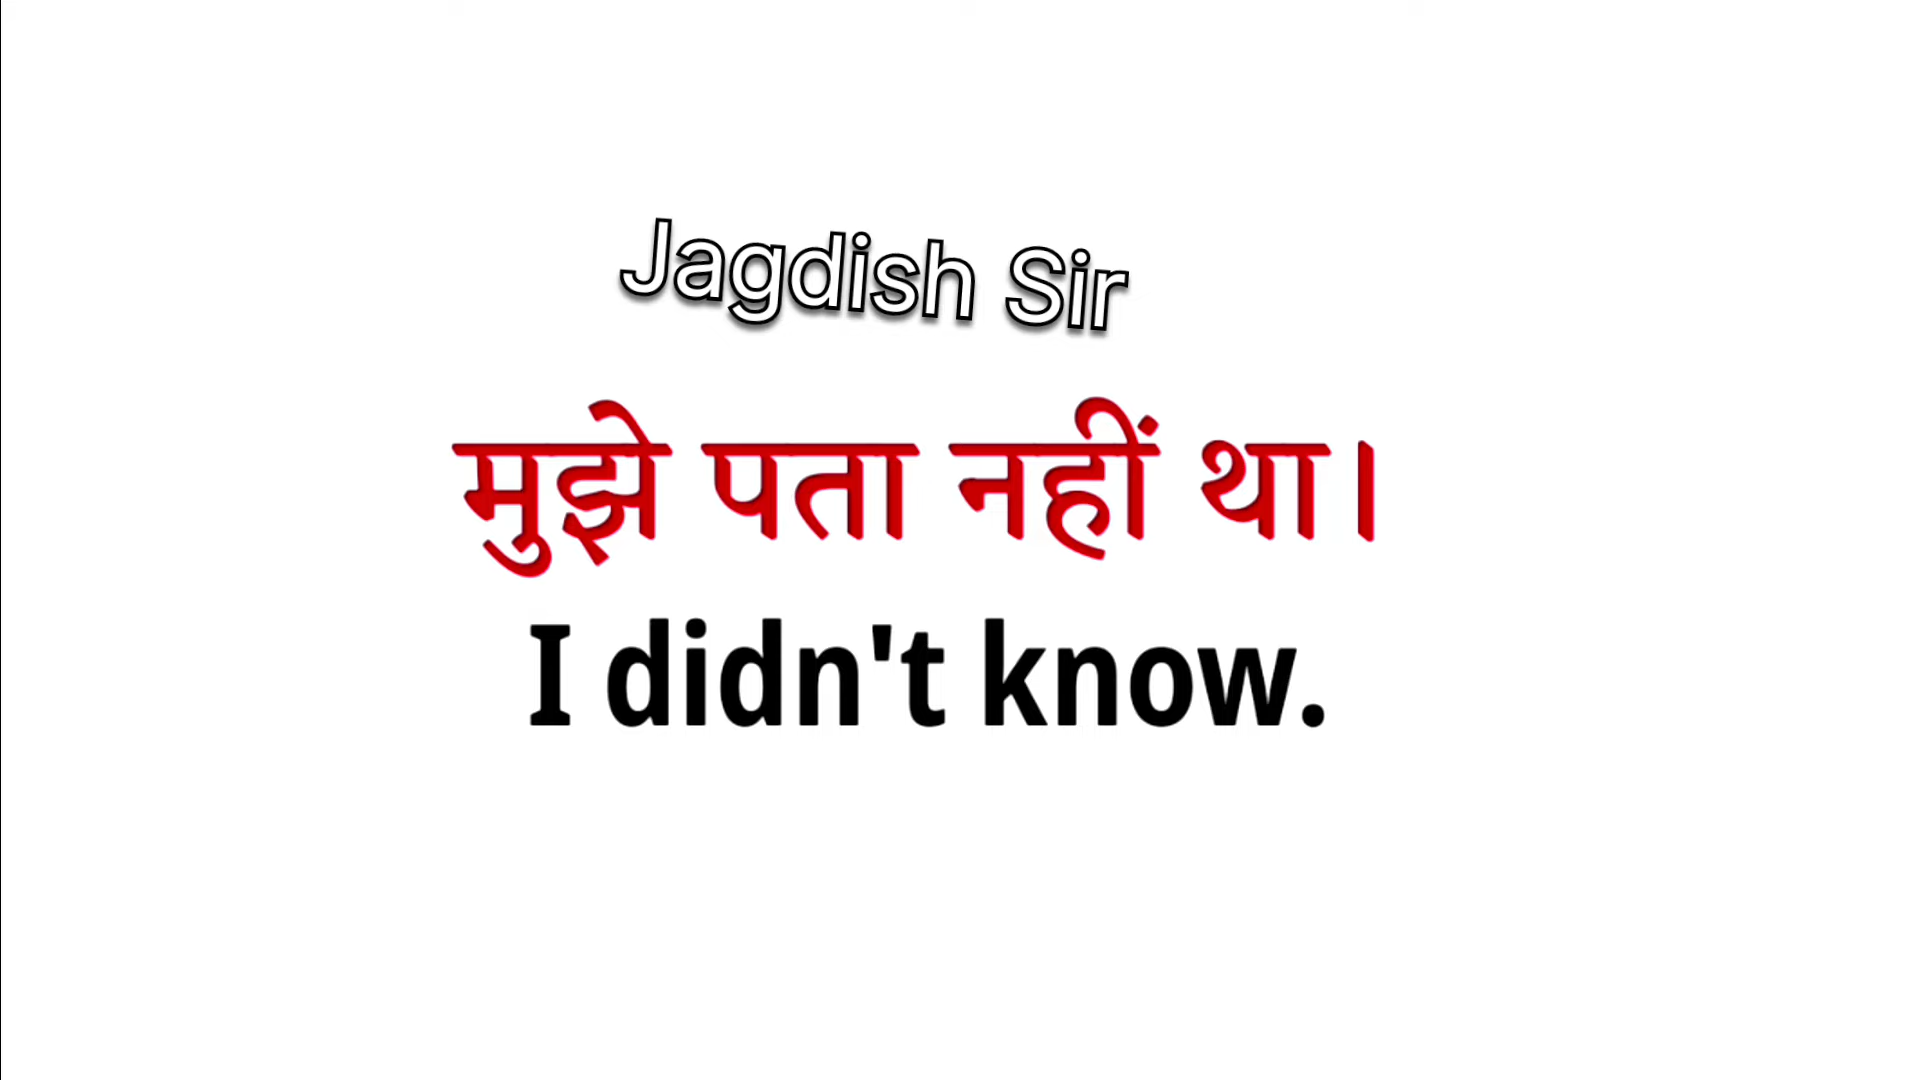 Jagdish Sir
मुझे पता नहीं था।
I didn't know.